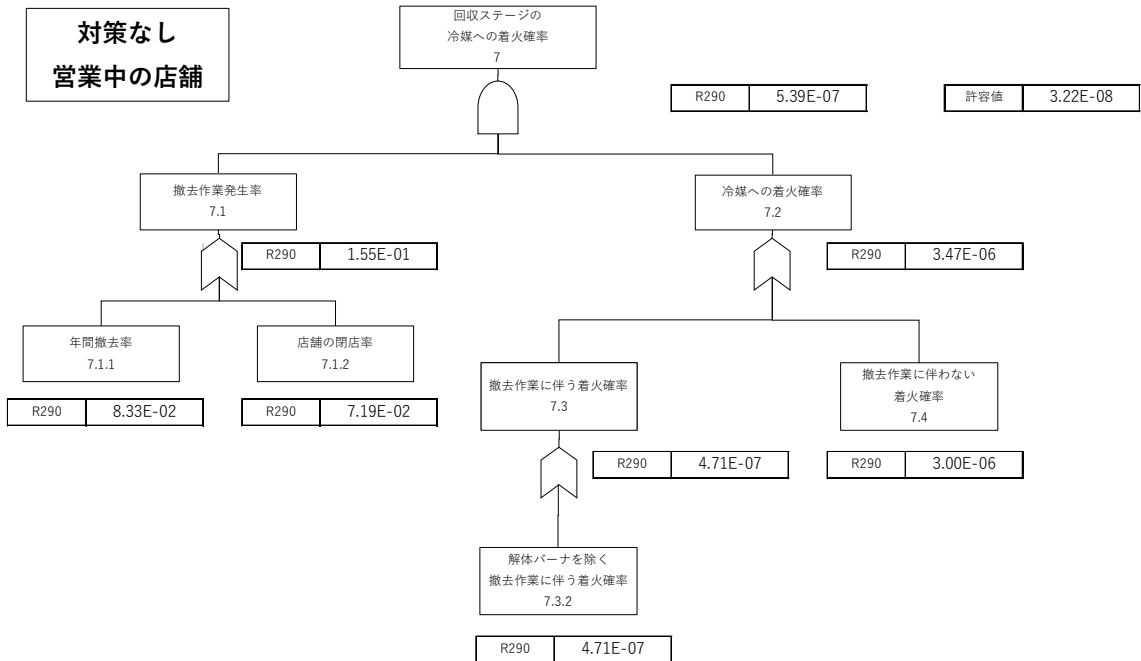 対策なし
営業中の店舗
回収ステージの
冷媒への着火確率
7
R290 5.39E-07
許容値 3.22E-08
撤去作業発生率
7.1
冷媒への着火確率
7.2
R290 1.55E-01
R290 3.47E-06
年間撤去率
7.1.1
店舗の閉店率
7.1.2
撤去作業に伴う着火確率
7.3
撤去作業に伴わない
着火確率
7.4
R290 8.33E-02
R290 7.19E-02
R290 4.71E-07
R290 3.00E-06
解体バーナを除く
撤去作業に伴う着火確率
7.3.2
R290 4.71E-07